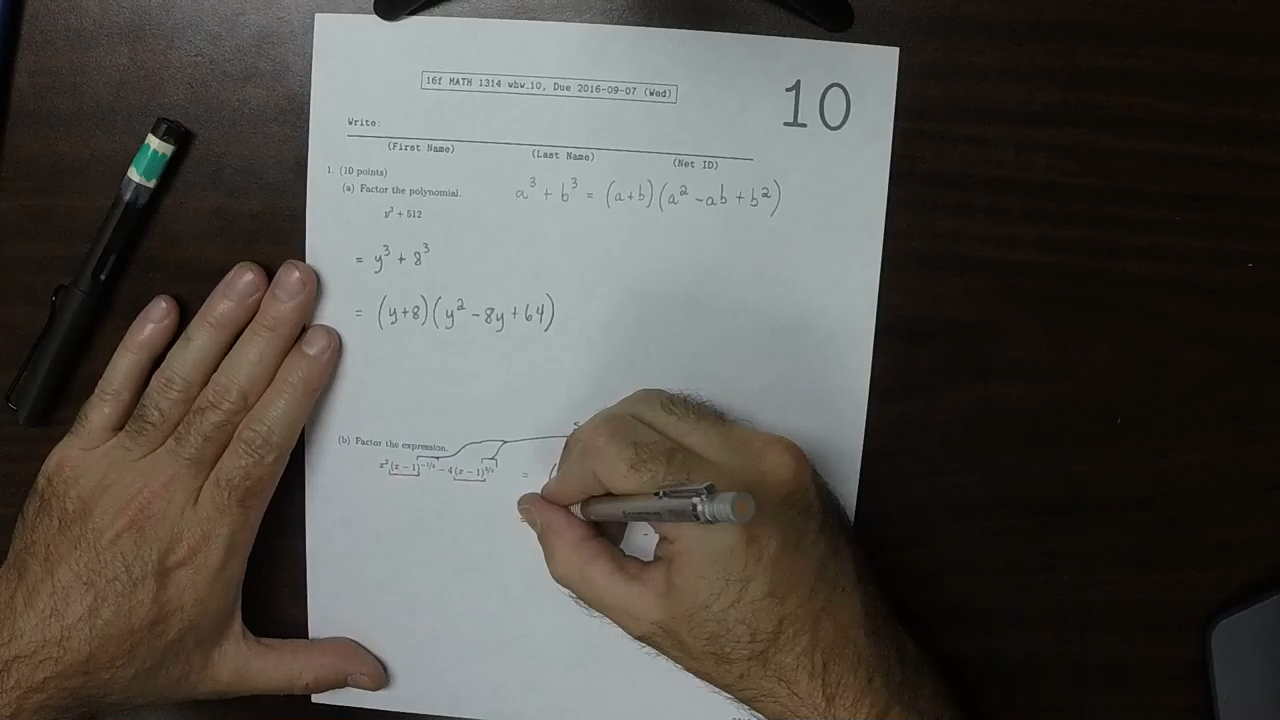 16f MATH 1314 whw.10, Due 2016-09-07 (Wed)
10
Write:
(First Name) (Last Name) (Net ID)
1. (10 points)
(a) Factor the polynomial.
a³ + b³ = (a+b)(a² - ab + b²)
y³ + 512
= y³ + 8³
= (y+8)(y² - 8y + 64)
(b) Factor the expression.
=